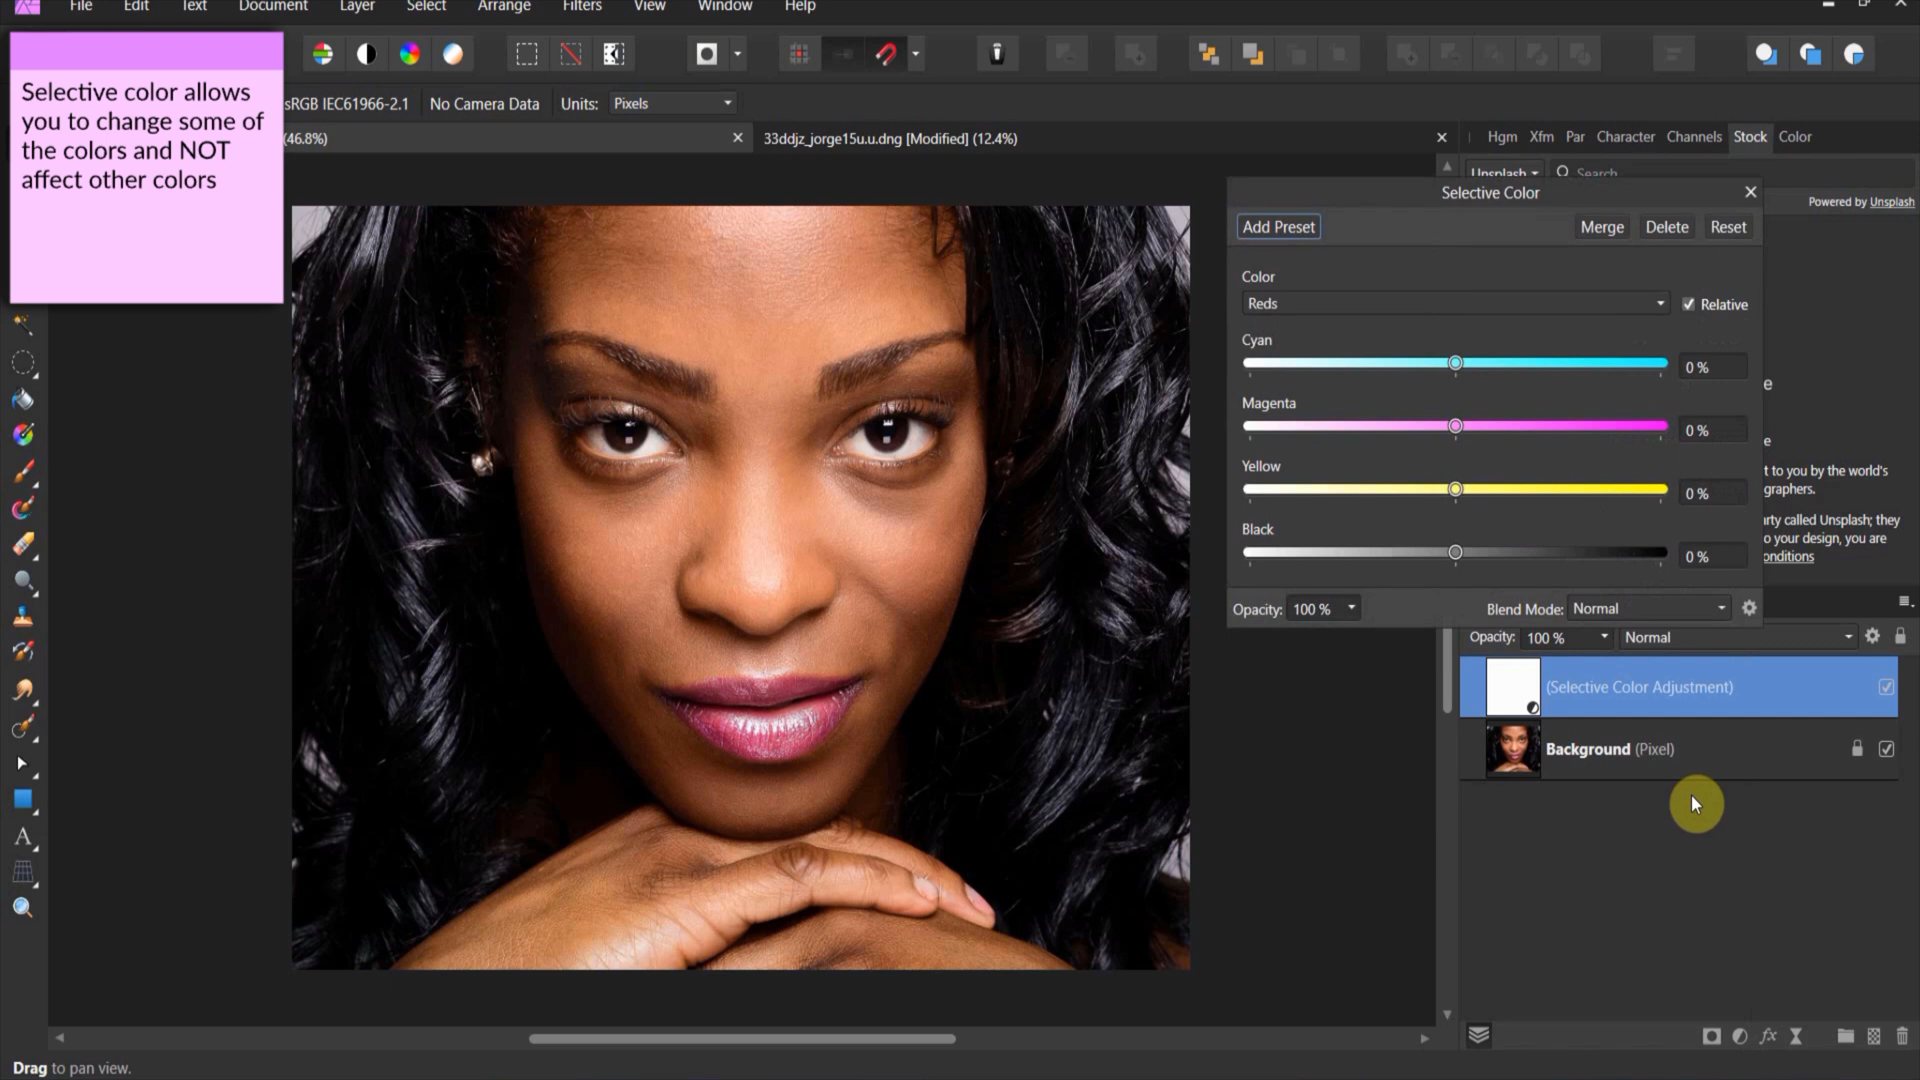 File Edit Text Document Layer Select Arrange Filters View Window Help
Selective color allows
you to change some of
the colors and NOT
affect other colors
sRGB IEC61966-2.1 No Camera Data Units: Pixels
(46.8%)
33ddjz_jorge15u.u.dng [Modified] (12.4%)
Hgm Xfm Par Character Channels Stock Color
Unsplash Search
Powered by Unsplash
Selective Color
Add Preset Merge Delete Reset
Color
Reds Relative
Cyan
0 %
Magenta
0 %
Yellow
0 %
Black
0 %
Opacity: 100 % Blend Mode: Normal
e
e
t to you by the world's
graphers.
arty called Unsplash; they
o your design, you are
onditions
Opacity: 100 % Normal
(Selective Color Adjustment)
Background (Pixel)
A
fx
Drag to pan view.